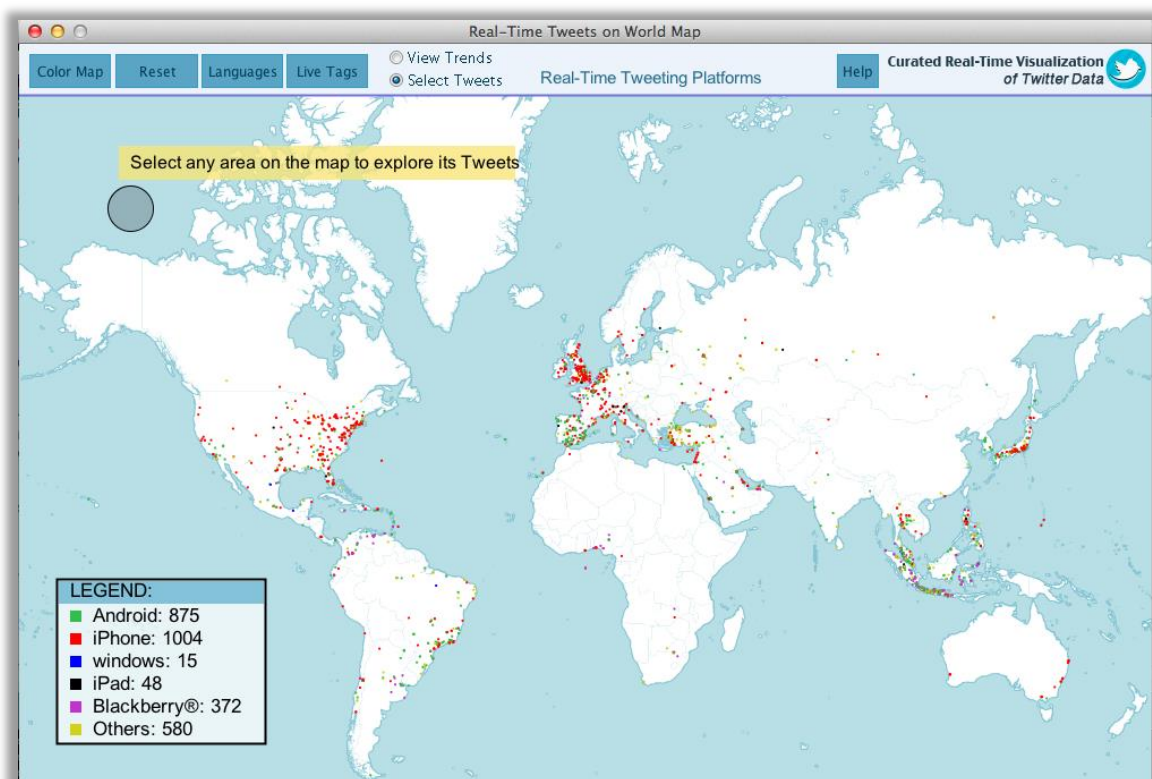 Real-Time Tweets on World Map
Color Map
Reset
Languages
Live Tags
View Trends
Select Tweets
Real-Time Tweeting Platforms
Help
Curated Real-Time Visualization
of Twitter Data
Select any area on the map to explore its Tweets
LEGEND:
Android: 875
iPhone: 1004
windows: 15
iPad: 48
Blackberry®: 372
Others: 580